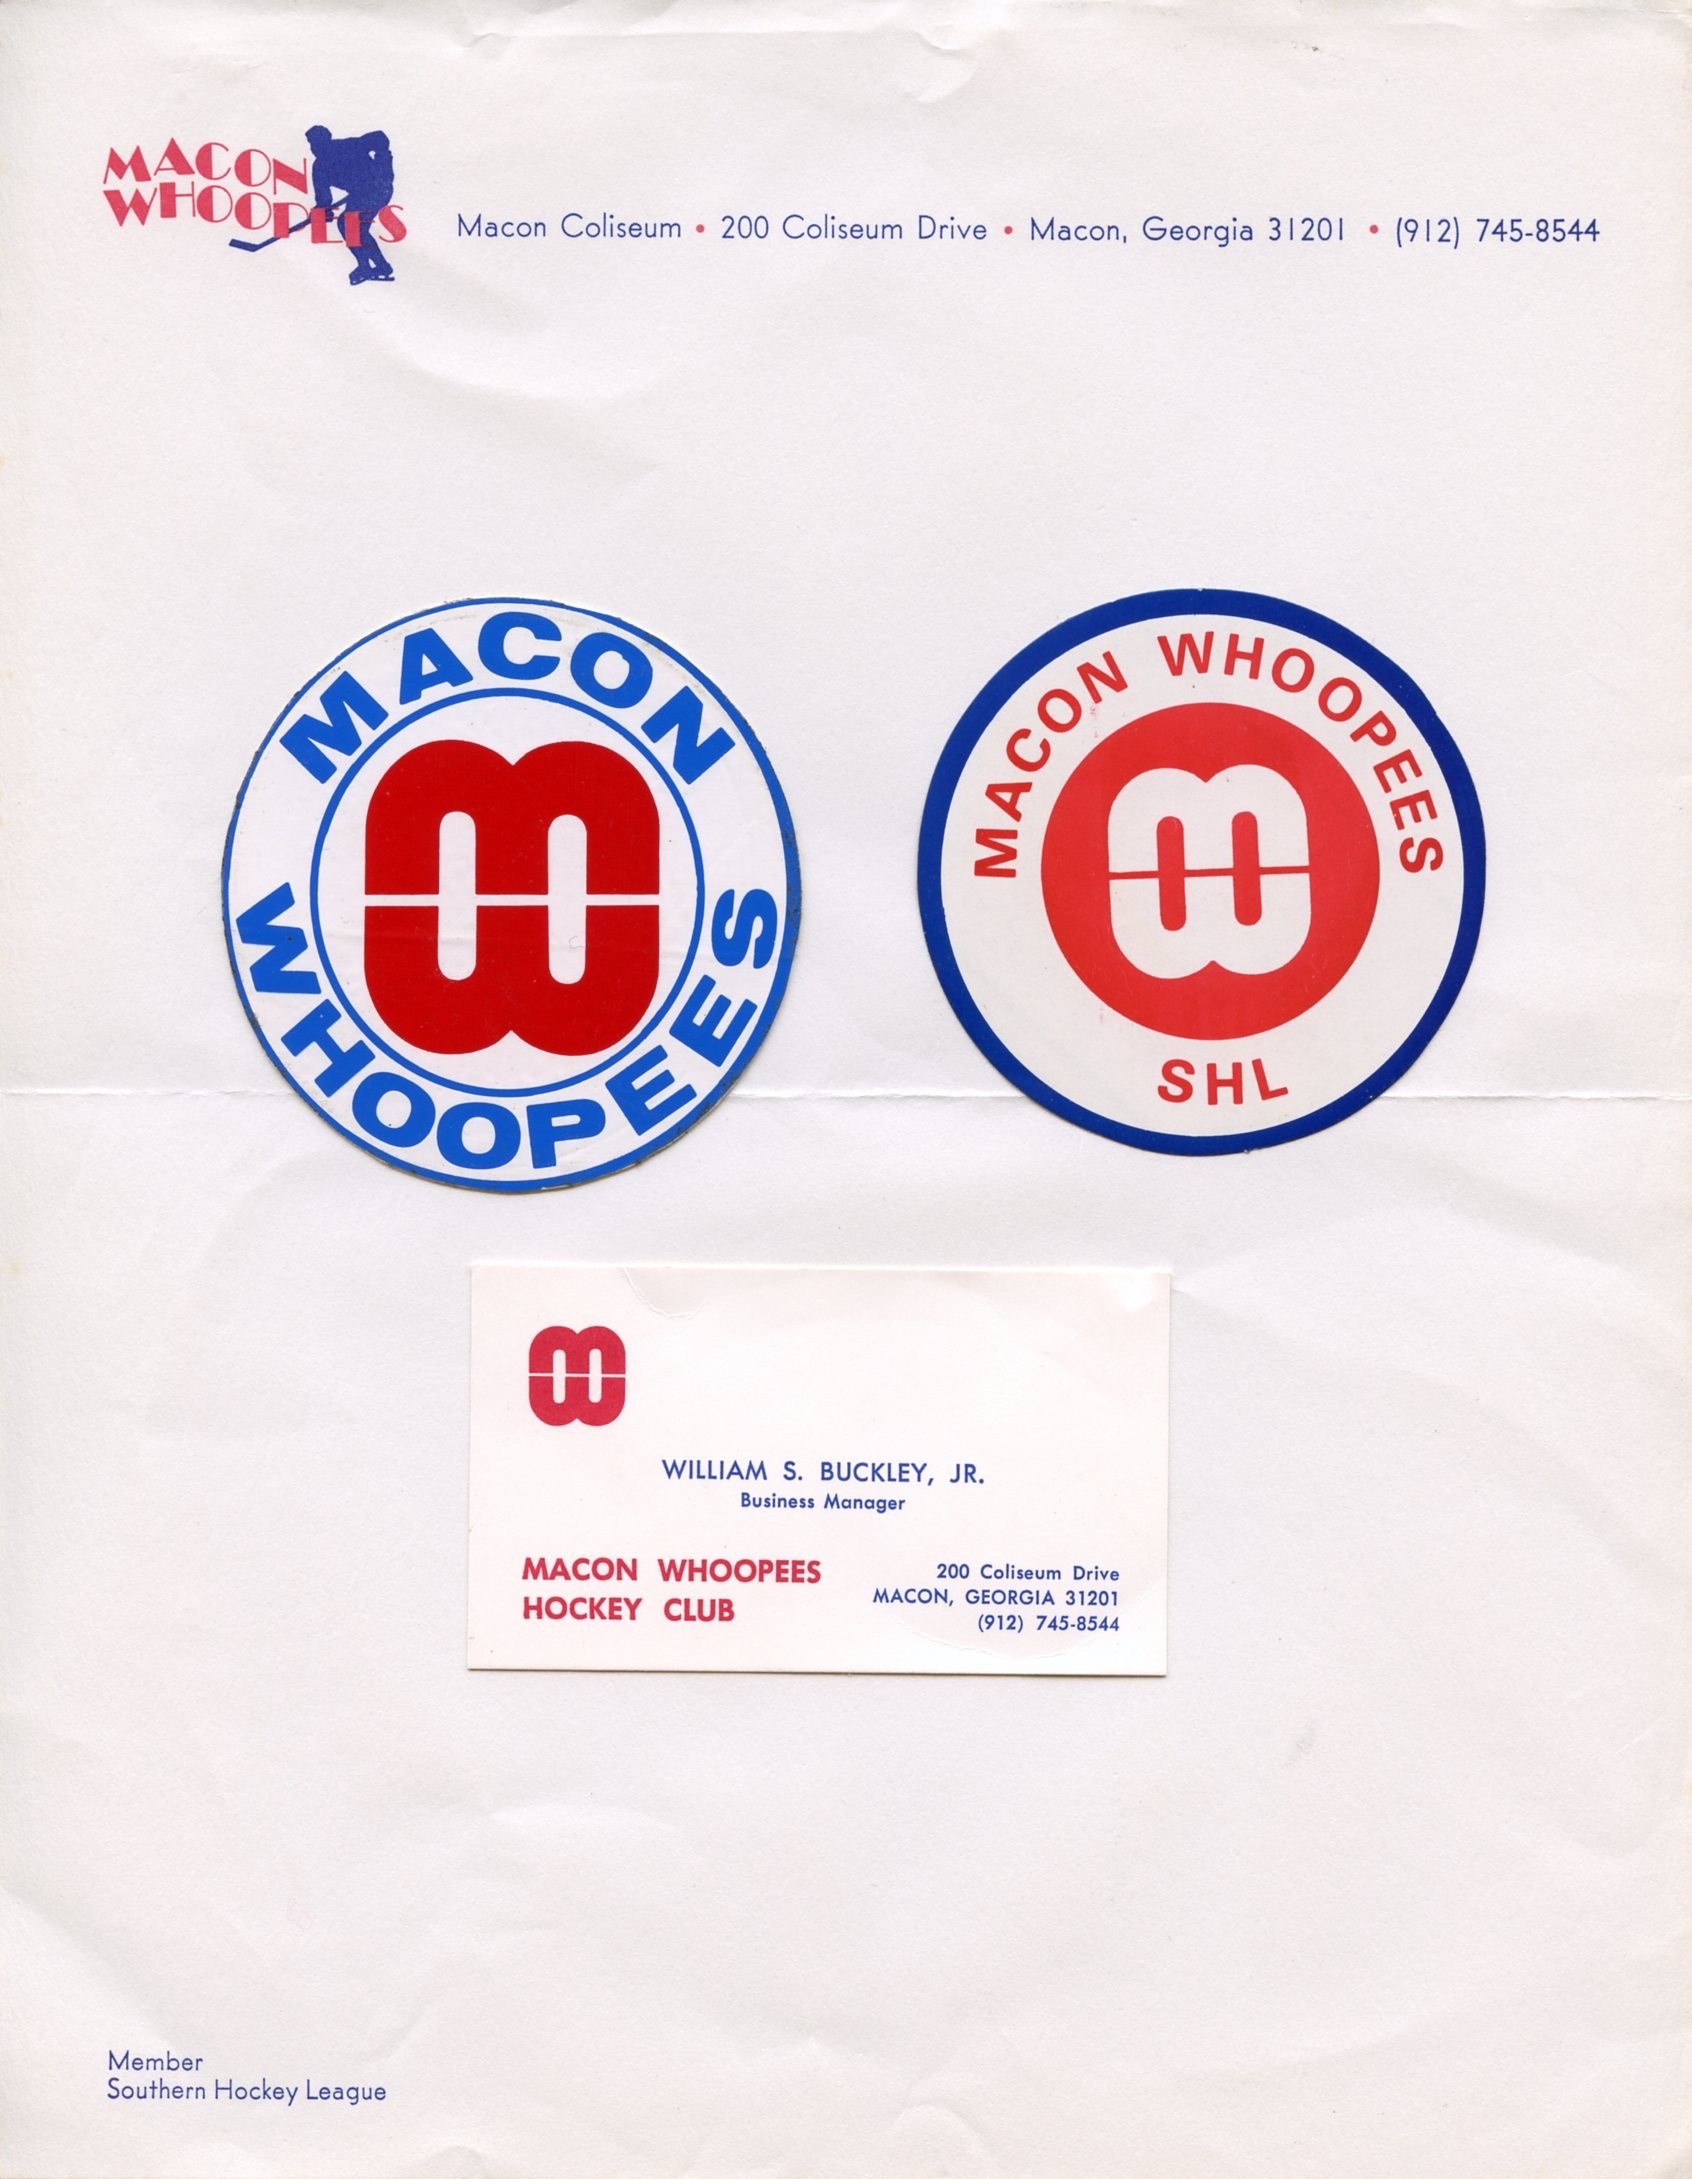 MACON
WHOOPEES
Macon Coliseum • 200 Coliseum Drive • Macon, Georgia 31201 • (912) 745-8544
MACON
WHOOPEES
MACON WHOOPEES
SHL
WILLIAM S. BUCKLEY, JR.
Business Manager
MACON WHOOPEES
HOCKEY CLUB
200 Coliseum Drive
MACON, GEORGIA 31201
(912) 745-8544
Member
Southern Hockey League